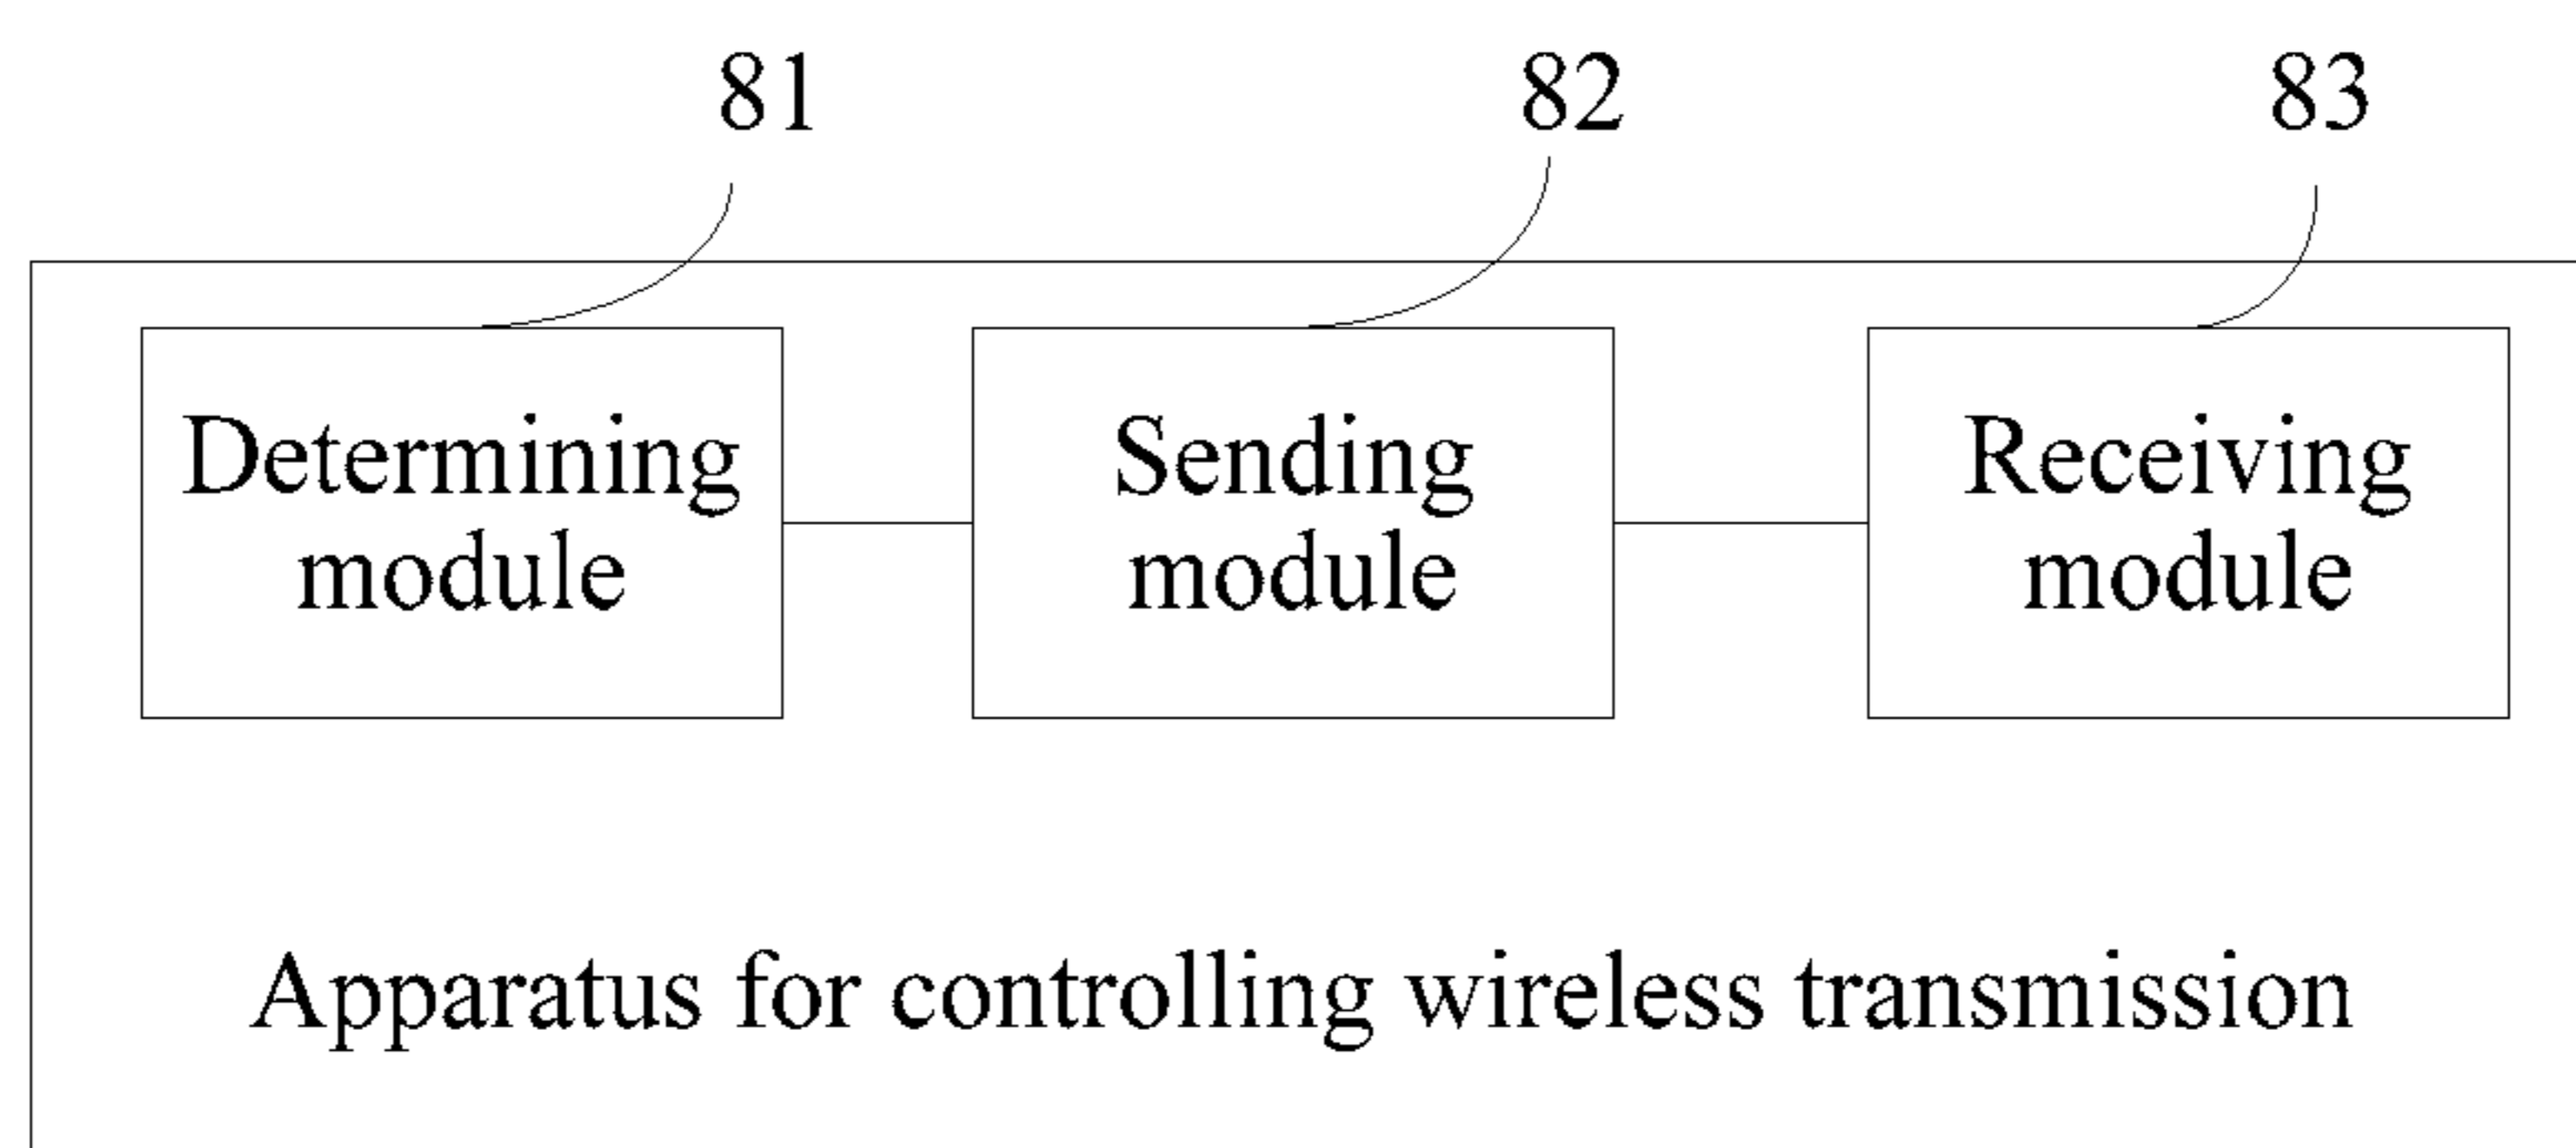 81
82
83
Determining
module
Sending
module
Receiving
module
Apparatus for controlling wireless transmission